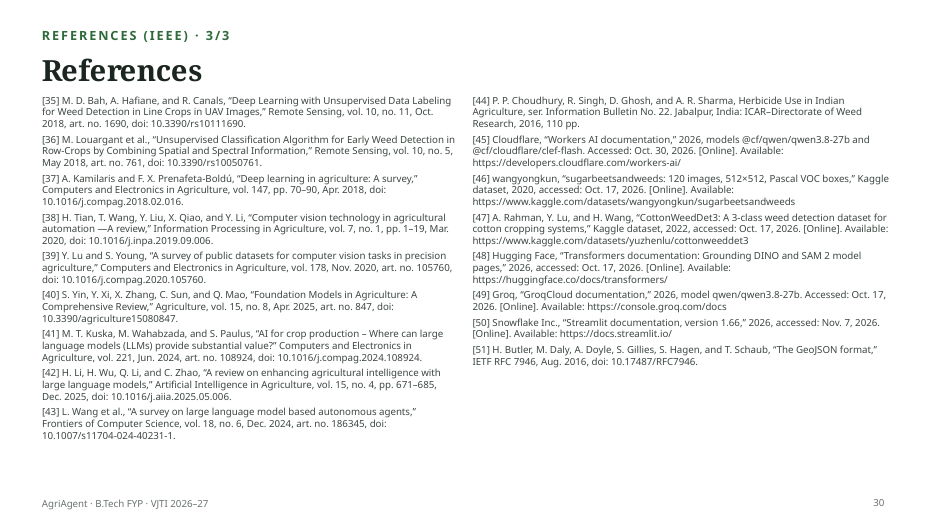 REFERENCES (IEEE) · 3/3
References
[35] M. D. Bah, A. Hafiane, and R. Canals, “Deep Learning with Unsupervised Data Labeling
for Weed Detection in Line Crops in UAV Images,” Remote Sensing, vol. 10, no. 11, Oct.
2018, art. no. 1690, doi: 10.3390/rs10111690.
[36] M. Louargant et al., “Unsupervised Classification Algorithm for Early Weed Detection in
Row-Crops by Combining Spatial and Spectral Information,” Remote Sensing, vol. 10, no. 5,
May 2018, art. no. 761, doi: 10.3390/rs10050761.
[37] A. Kamilaris and F. X. Prenafeta-Boldú, “Deep learning in agriculture: A survey,”
Computers and Electronics in Agriculture, vol. 147, pp. 70–90, Apr. 2018, doi:
10.1016/j.compag.2018.02.016.
[38] H. Tian, T. Wang, Y. Liu, X. Qiao, and Y. Li, “Computer vision technology in agricultural
automation —A review,” Information Processing in Agriculture, vol. 7, no. 1, pp. 1–19, Mar.
2020, doi: 10.1016/j.inpa.2019.09.006.
[39] Y. Lu and S. Young, “A survey of public datasets for computer vision tasks in precision
agriculture,” Computers and Electronics in Agriculture, vol. 178, Nov. 2020, art. no. 105760,
doi: 10.1016/j.compag.2020.105760.
[40] S. Yin, Y. Xi, X. Zhang, C. Sun, and Q. Mao, “Foundation Models in Agriculture: A
Comprehensive Review,” Agriculture, vol. 15, no. 8, Apr. 2025, art. no. 847, doi:
10.3390/agriculture15080847.
[41] M. T. Kuska, M. Wahabzada, and S. Paulus, “AI for crop production – Where can large
language models (LLMs) provide substantial value?” Computers and Electronics in
Agriculture, vol. 221, Jun. 2024, art. no. 108924, doi: 10.1016/j.compag.2024.108924.
[42] H. Li, H. Wu, Q. Li, and C. Zhao, “A review on enhancing agricultural intelligence with
large language models,” Artificial Intelligence in Agriculture, vol. 15, no. 4, pp. 671–685,
Dec. 2025, doi: 10.1016/j.aiia.2025.05.006.
[43] L. Wang et al., “A survey on large language model based autonomous agents,”
Frontiers of Computer Science, vol. 18, no. 6, Dec. 2024, art. no. 186345, doi:
10.1007/s11704-024-40231-1.
[44] P. P. Choudhury, R. Singh, D. Ghosh, and A. R. Sharma, Herbicide Use in Indian
Agriculture, ser. Information Bulletin No. 22. Jabalpur, India: ICAR–Directorate of Weed
Research, 2016, 110 pp.
[45] Cloudflare, “Workers AI documentation,” 2026, models @cf/qwen/qwen3.8-27b and
@cf/cloudflare/clef-flash. Accessed: Oct. 30, 2026. [Online]. Available:
https://developers.cloudflare.com/workers-ai/
[46] wangyongkun, “sugarbeetsandweeds: 120 images, 512×512, Pascal VOC boxes,” Kaggle
dataset, 2020, accessed: Oct. 17, 2026. [Online]. Available:
https://www.kaggle.com/datasets/wangyongkun/sugarbeetsandweeds
[47] A. Rahman, Y. Lu, and H. Wang, “CottonWeedDet3: A 3-class weed detection dataset for
cotton cropping systems,” Kaggle dataset, 2022, accessed: Oct. 17, 2026. [Online]. Available:
https://www.kaggle.com/datasets/yuzhenlu/cottonweeddet3
[48] Hugging Face, “Transformers documentation: Grounding DINO and SAM 2 model
pages,” 2026, accessed: Oct. 17, 2026. [Online]. Available:
https://huggingface.co/docs/transformers/
[49] Groq, “GroqCloud documentation,” 2026, model qwen/qwen3.8-27b. Accessed: Oct. 17,
2026. [Online]. Available: https://console.groq.com/docs
[50] Snowflake Inc., “Streamlit documentation, version 1.66,” 2026, accessed: Nov. 7, 2026.
[Online]. Available: https://docs.streamlit.io/
[51] H. Butler, M. Daly, A. Doyle, S. Gillies, S. Hagen, and T. Schaub, “The GeoJSON format,”
IETF RFC 7946, Aug. 2016, doi: 10.17487/RFC7946.
AgriAgent · B.Tech FYP · VJTI 2026–27
30